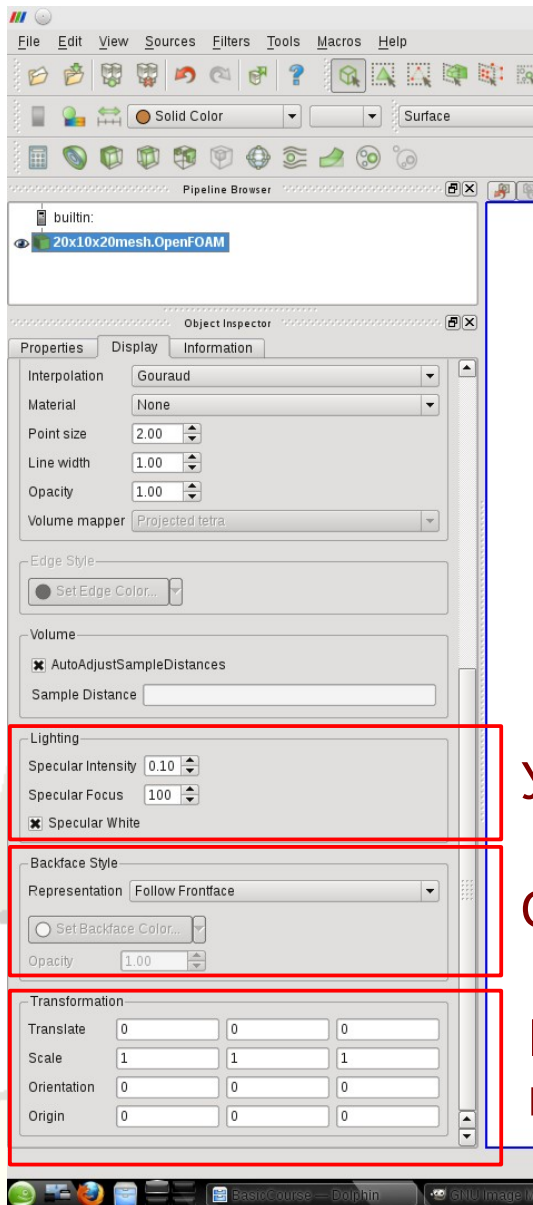 File Edit View Sources Filters Tools Macros Help
Solid Color Surface
Pipeline Browser
builtin:
20x10x20mesh.OpenFOAM
Object Inspector
Properties Display Information
Interpolation Gouraud
Material None
Point size 2.00
Line width 1.00
Opacity 1.00
Volume mapper Projected tetra
Edge Style
Set Edge Color...
Volume
AutoAdjustSampleDistances
Sample Distance
Lighting
Specular Intensity 0.10
Specular Focus 100
Specular White
Backface Style
Representation Follow Frontface
Set Backface Color...
Opacity 1.00
Transformation
Translate 0 0 0
Scale 1 1 1
Orientation 0 0 0
Origin 0 0 0
BasicCourse — Dolphin GNU Image